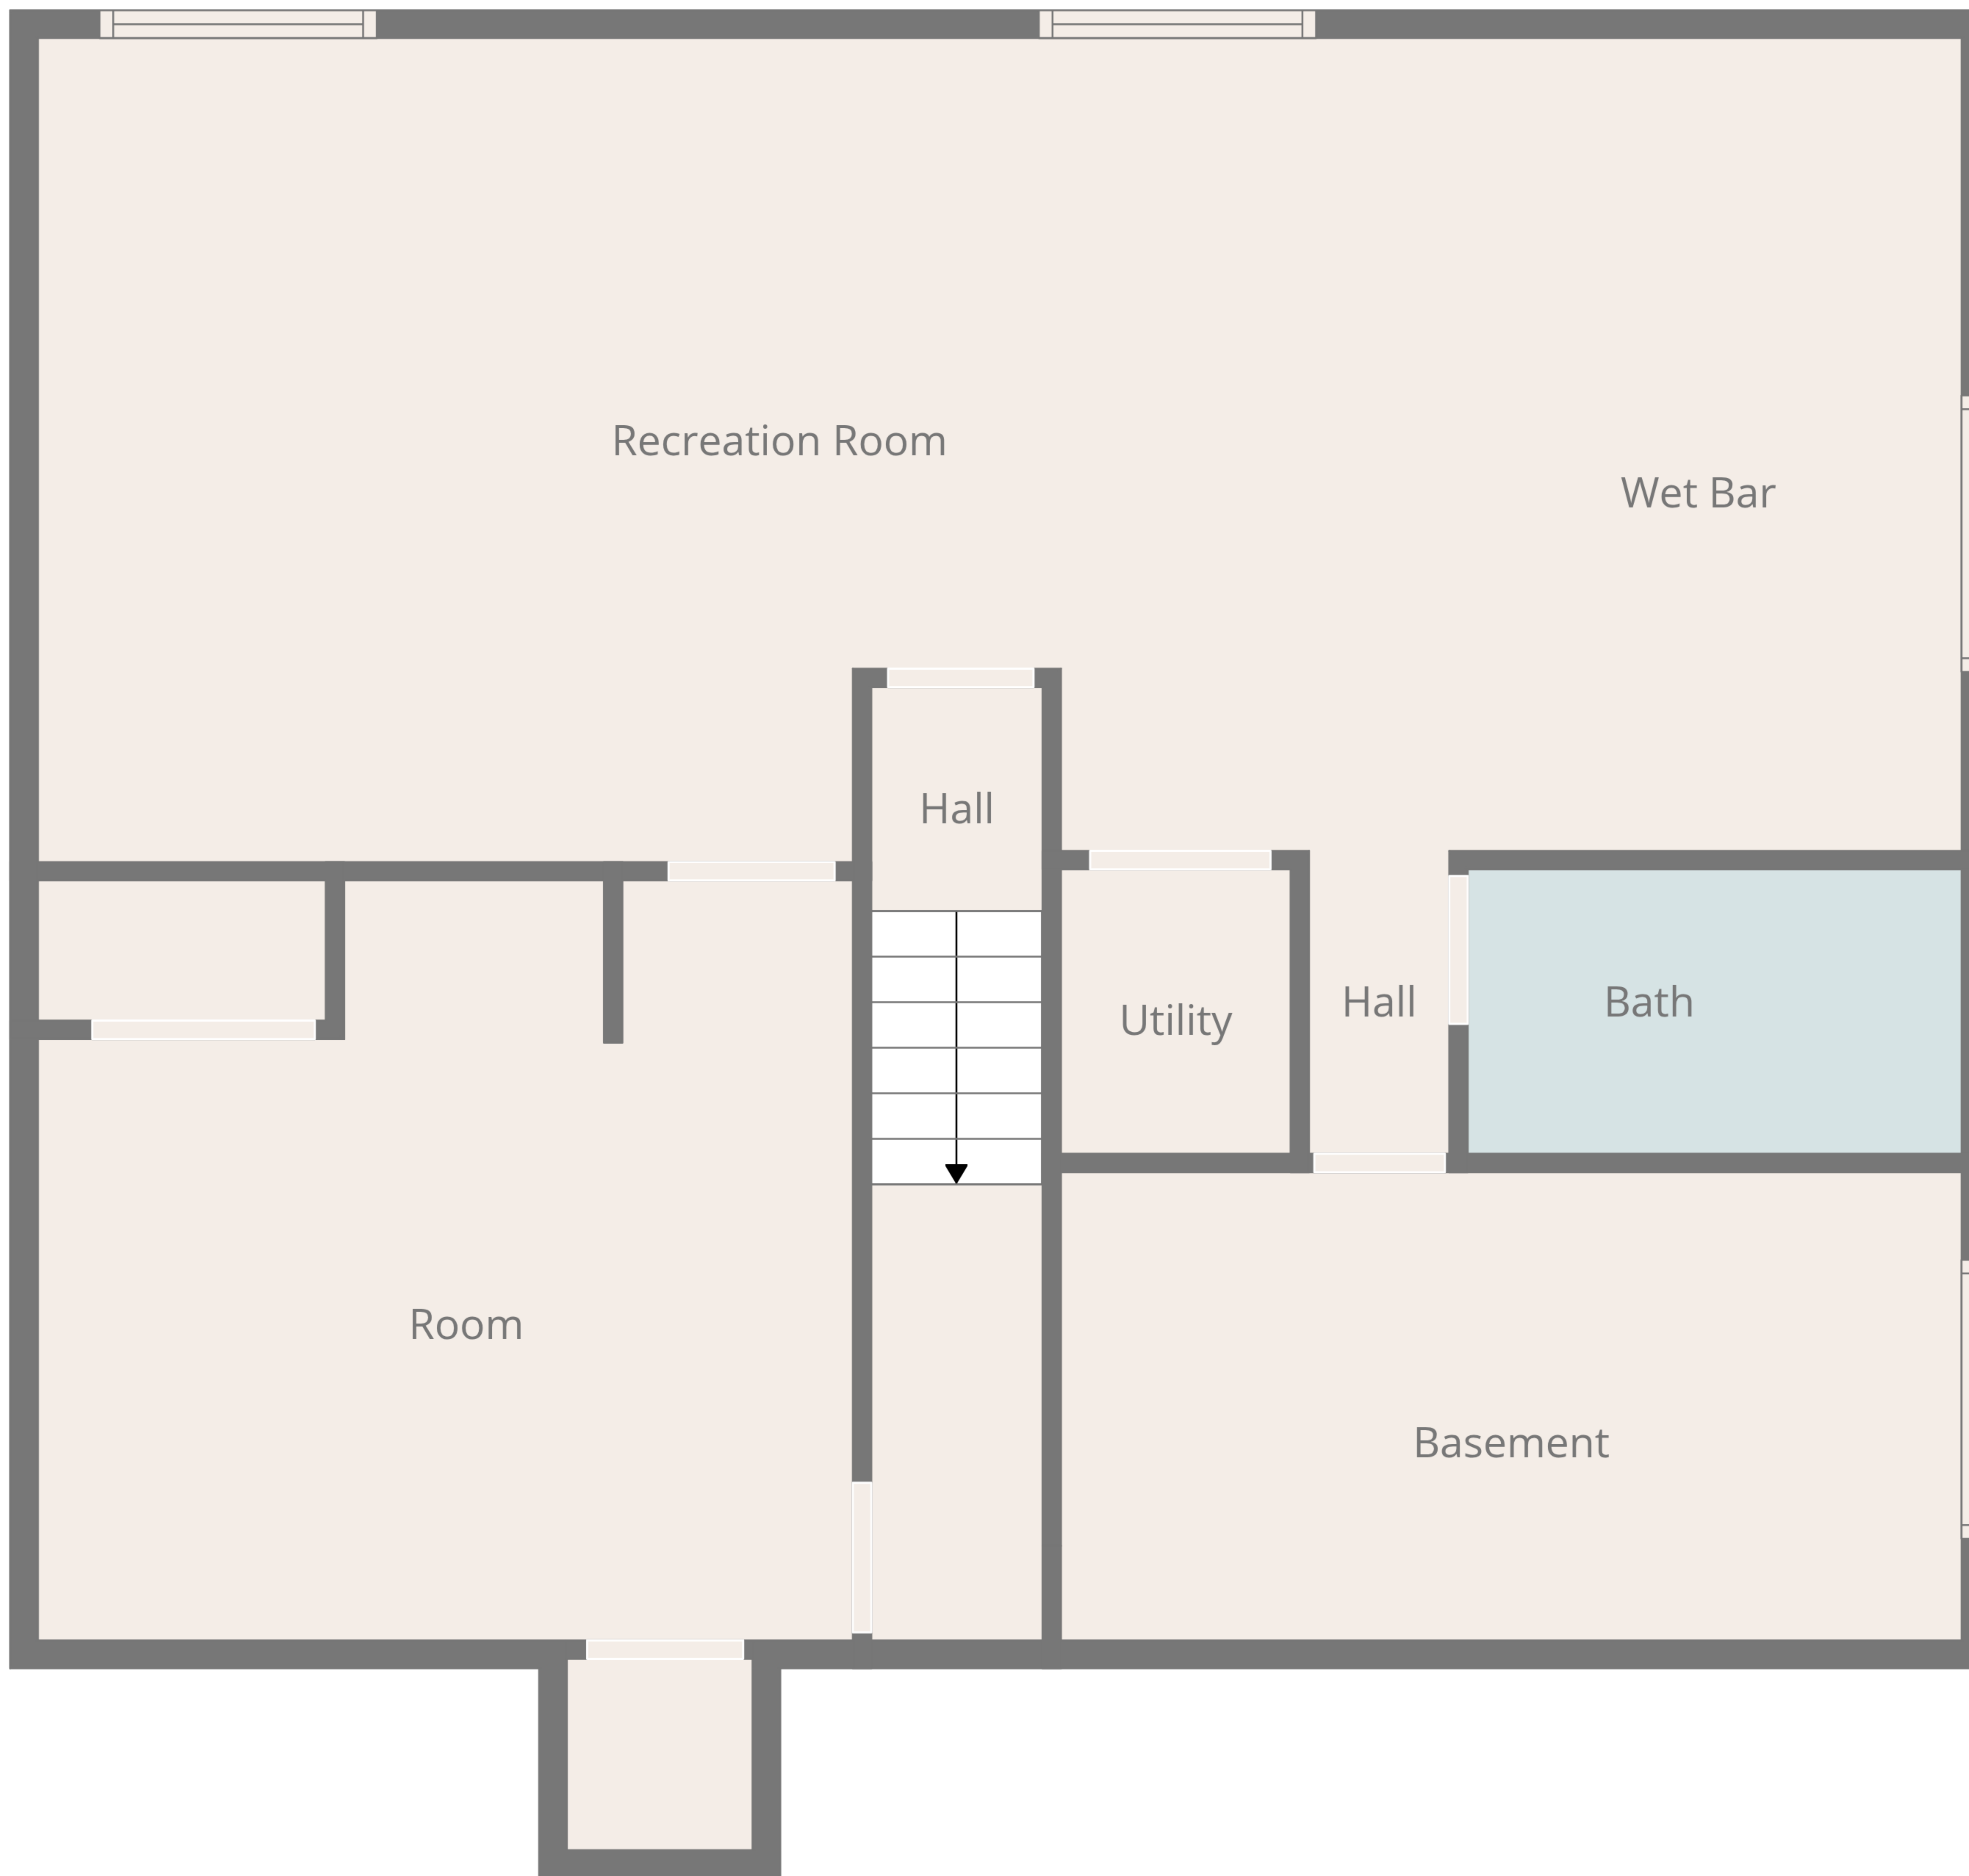 Recreation Room
Wet Bar
Hall
Utility
Hall
Bath
Room
Basement